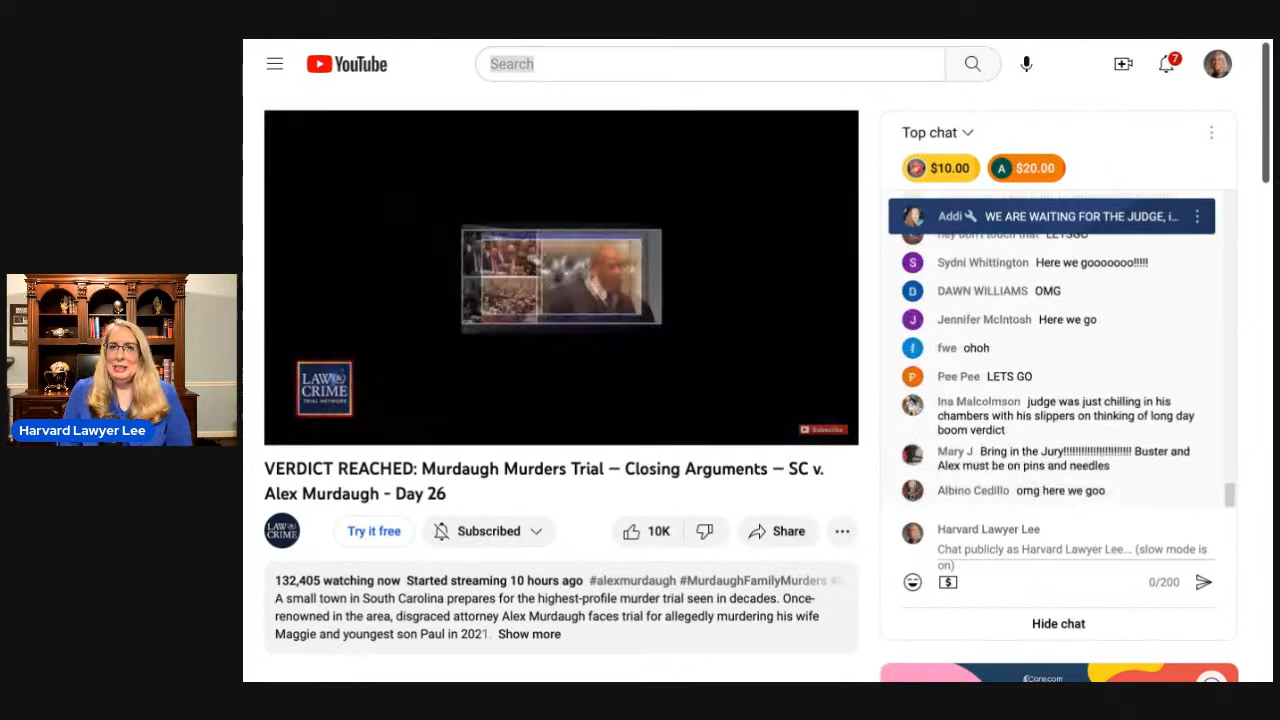 YouTube
Search
7
Top chat
$10.00
A $20.00
Addi WE ARE WAITING FOR THE JUDGE, i...
hey don't touch that LETSGO
S Sydni Whittington Here we gooooooo!!!!!
D DAWN WILLIAMS OMG
J Jennifer McIntosh Here we go
f fwe ohoh
P Pee Pee LETS GO
Ina Malcolmson judge was just chilling in his
chambers with his slippers on thinking of long day
boom verdict
Mary J Bring in the Jury!!!!!!!!!!!!!!!!!!!!!!! Buster and
Alex must be on pins and needles
Albino Cedillo omg here we goo
Harvard Lawyer Lee
Chat publicly as Harvard Lawyer Lee... (slow mode is
on)
0/200
Hide chat
Core.com
LAW&
CRIME
TRIAL NETWORK
Subscribe
VERDICT REACHED: Murdaugh Murders Trial — Closing Arguments — SC v.
Alex Murdaugh - Day 26
LAW&
CRIME
Try it free
Subscribed
10K
Share
132,405 watching now Started streaming 10 hours ago #alexmurdaugh #MurdaughFamilyMurders #
A small town in South Carolina prepares for the highest-profile murder trial seen in decades. Once-
renowned in the area, disgraced attorney Alex Murdaugh faces trial for allegedly murdering his wife
Maggie and youngest son Paul in 2021. Show more
Harvard Lawyer Lee